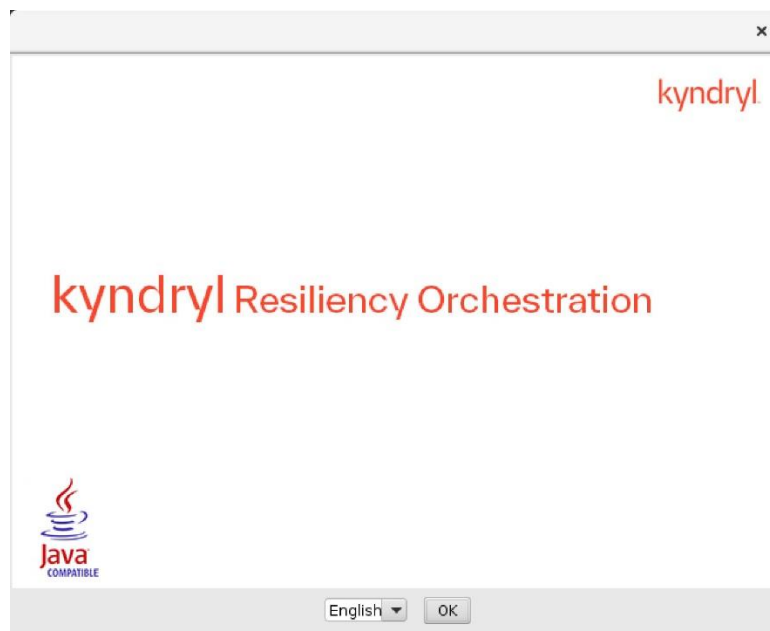 kyndryl
kyndryl Resiliency Orchestration
Java
COMPATIBLE
English
OK